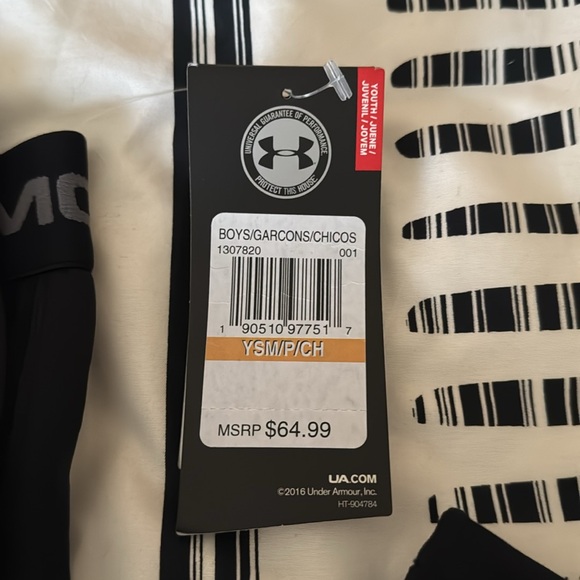 YOUTH / JUENE /
JUVENIL / JOVEM
UNIVERSAL GUARANTEE OF PERFORMANCE
PROTECT THIS HOUSE
BOYS/GARCONS/CHICOS
1307820 001
1 90510 97751 7
YSM/P/CH
MSRP $64.99
UA.COM
©2016 Under Armour, Inc.
HT-904784